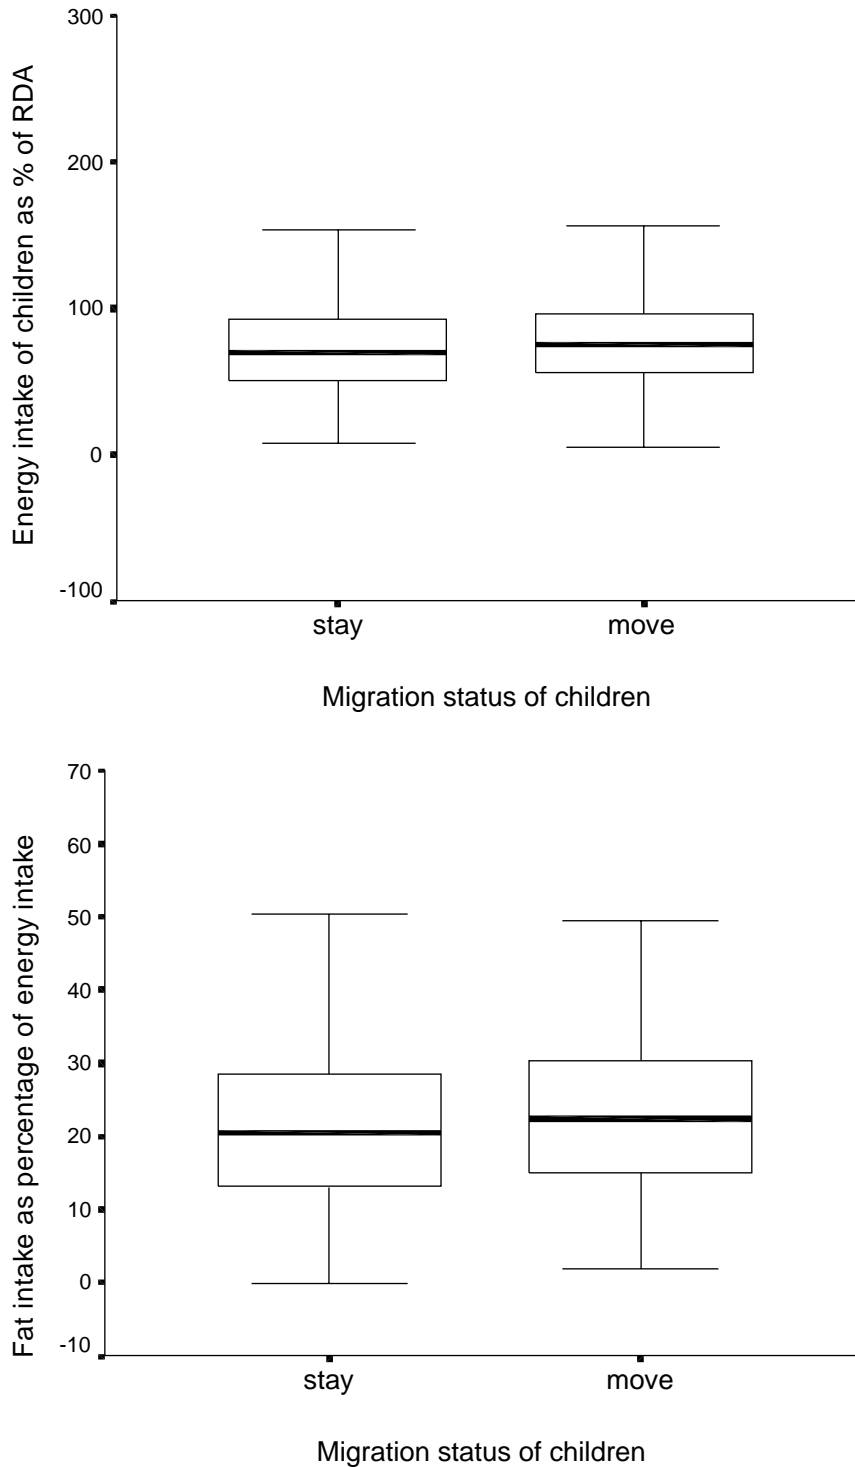 Energy intake of children as % of RDA
300
200
100
0
-100
stay move
Migration status of children
Fat intake as percentage of energy intake
70
60
50
40
30
20
10
0
-10
stay move
Migration status of children